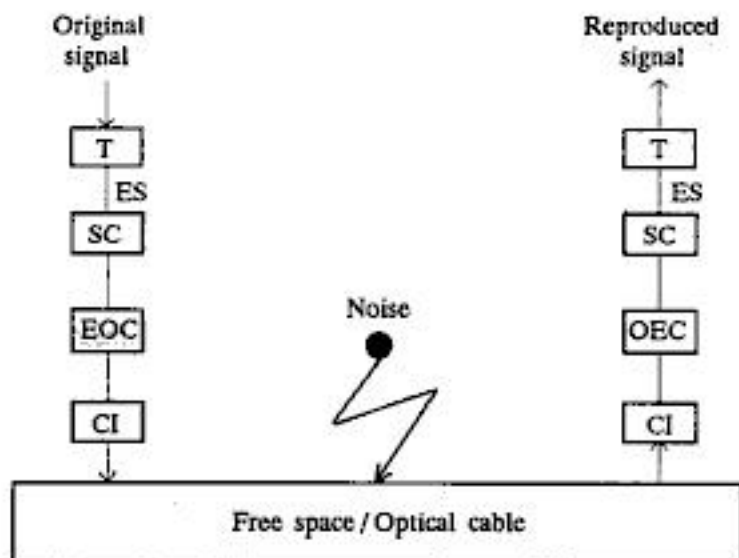 Original
signal
Reproduced
signal
T
T
ES
ES
SC
SC
Noise
EOC
OEC
CI
CI
Free space / Optical cable